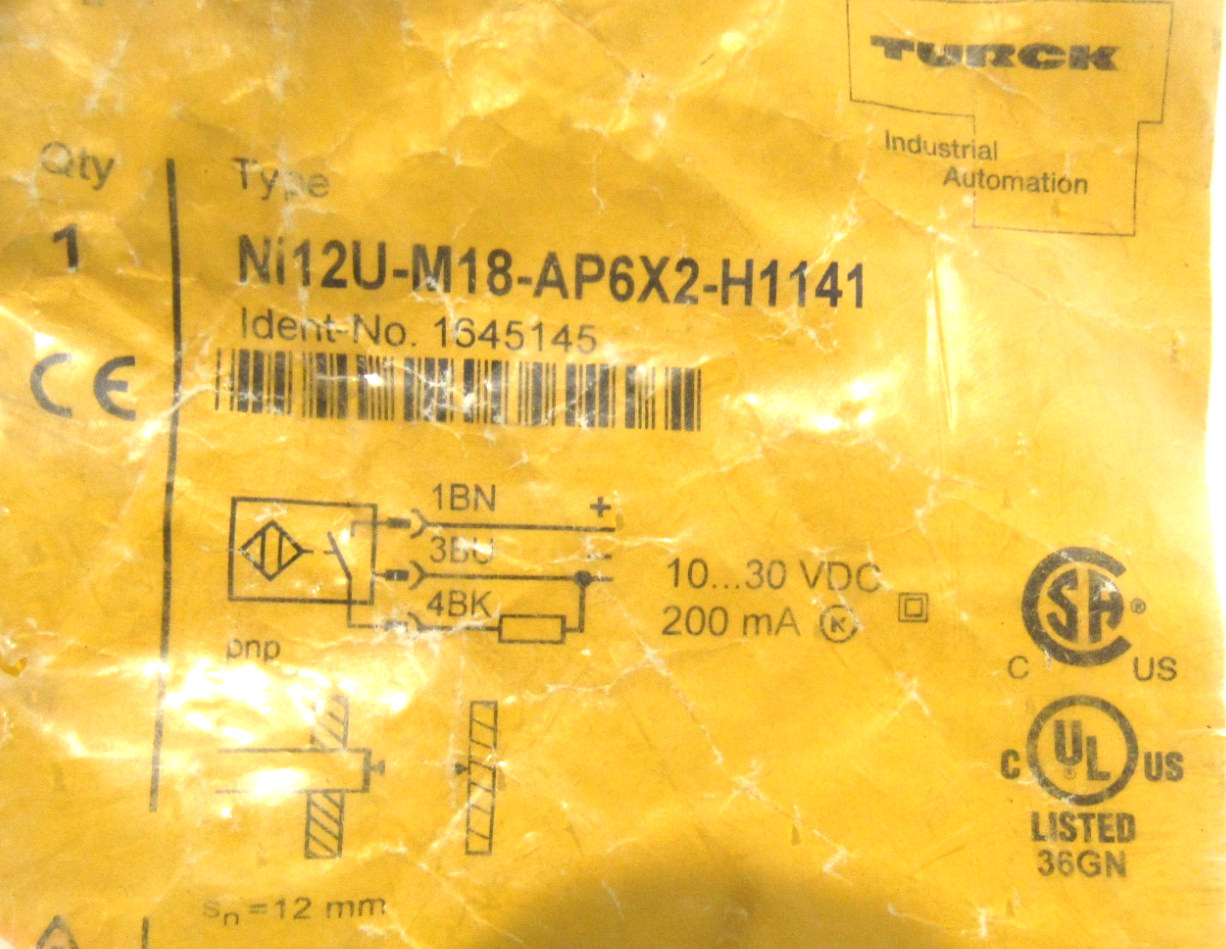 TURCK
Industrial
Automation
Qty
Type
1
Ni12U-M18-AP6X2-H1141
Ident-No. 1645145
CE
1BN
+
3BU
-
4BK
pnp
10...30 VDC
200 mA K
SA®
C US
C UL® US
LISTED
36GN
sn =12 mm